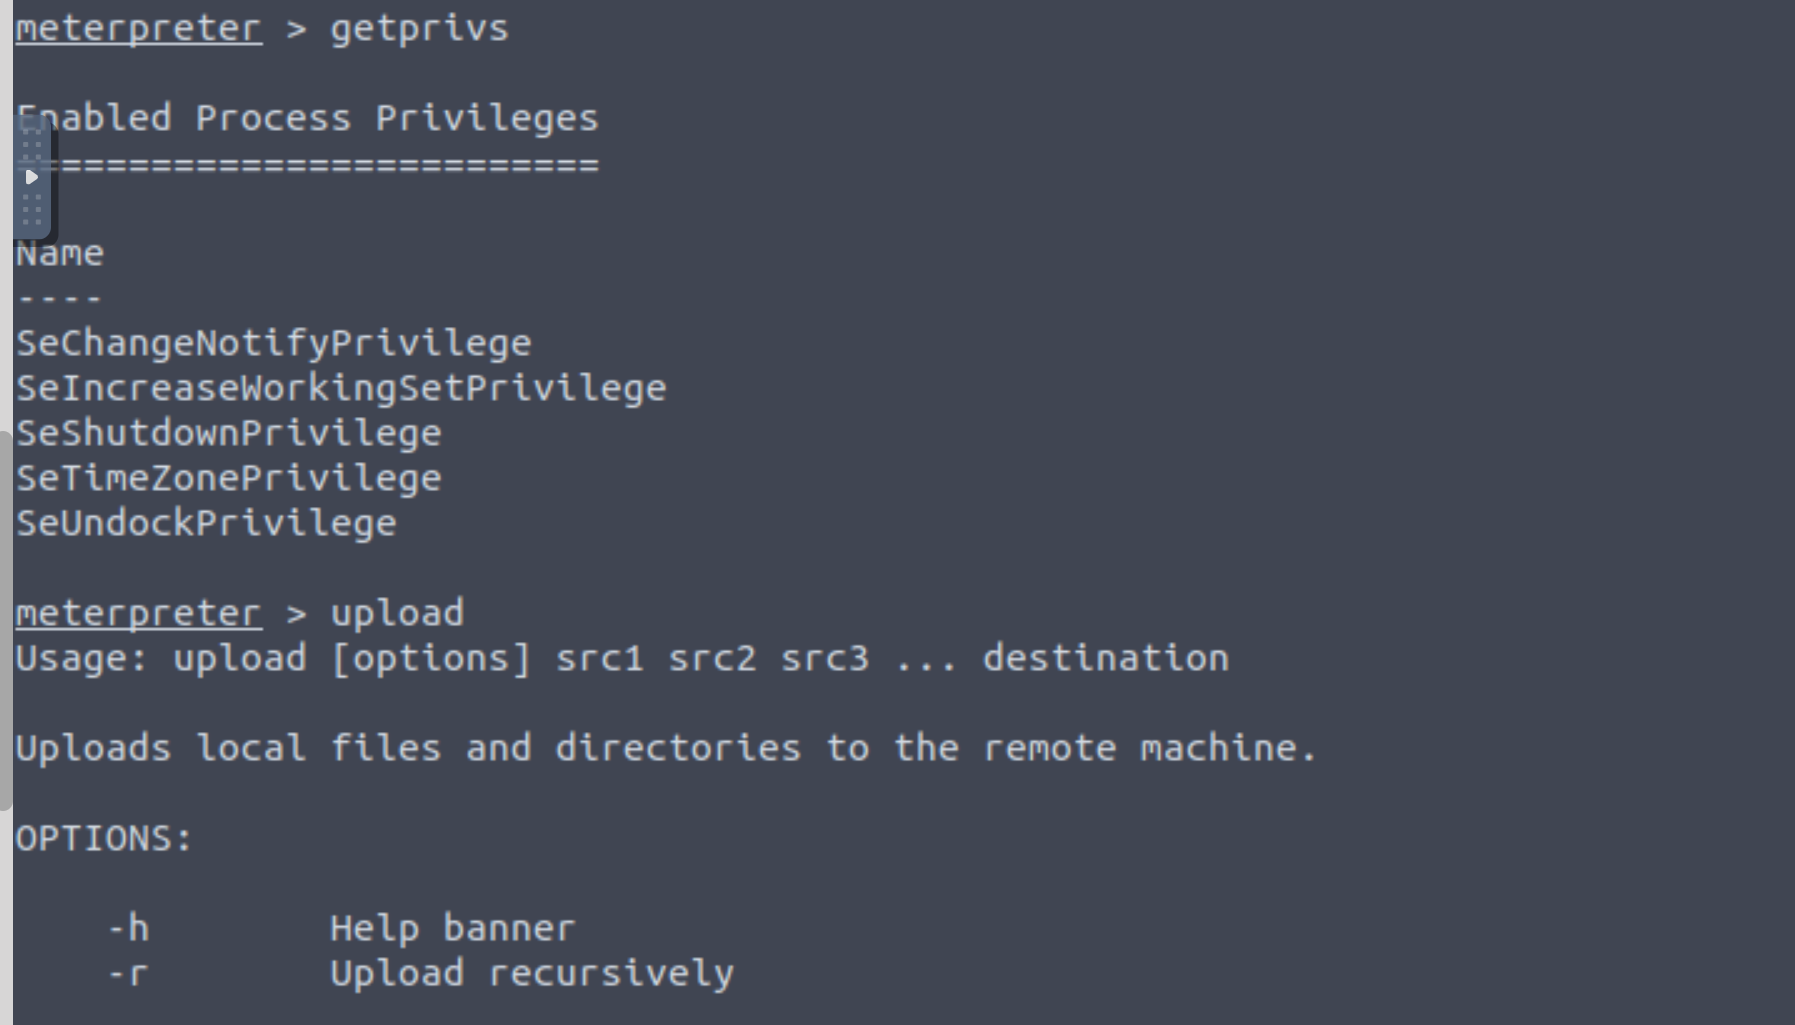 meterpreter > getprivs
Enabled Process Privileges
==========================
Name
----
SeChangeNotifyPrivilege
SeIncreaseWorkingSetPrivilege
SeShutdownPrivilege
SeTimeZonePrivilege
SeUndockPrivilege
meterpreter > upload
Usage: upload [options] src1 src2 src3 ... destination
Uploads local files and directories to the remote machine.
OPTIONS:
-h        Help banner
-r        Upload recursively